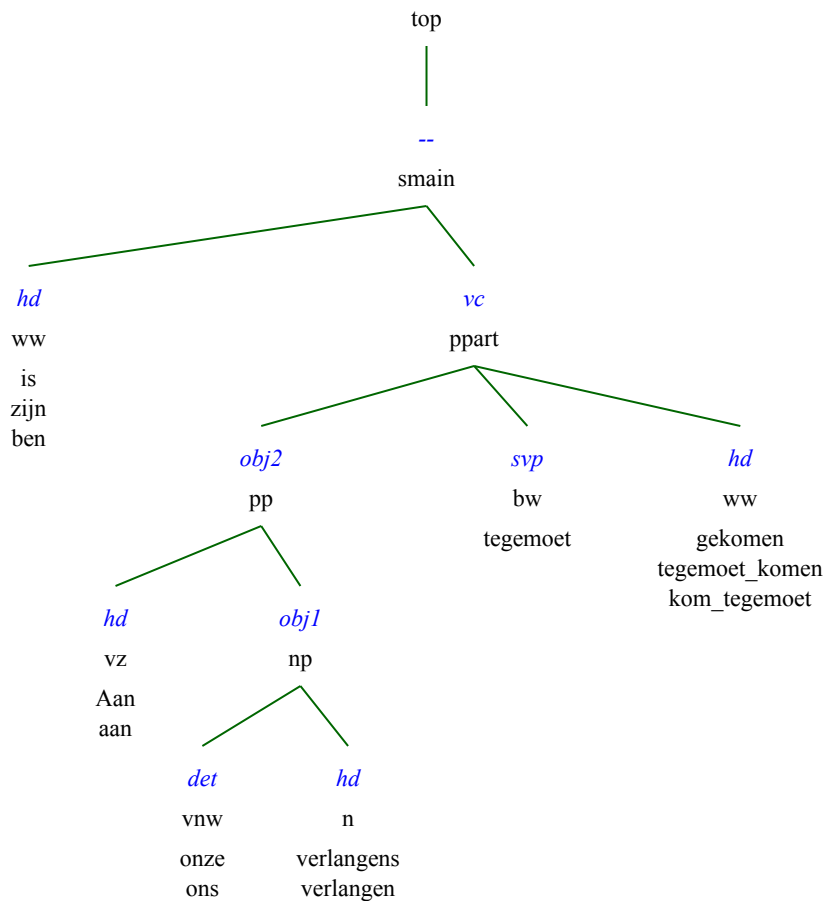 top
--
smain
hd vc
ww ppart
is
zijn
ben
obj2 svp hd
pp bw ww
tegemoet gekomen
tegemoet_komen
kom_tegemoet
hd obj1
vz np
Aan
aan
det hd
vnw n
onze verlangens
ons verlangen